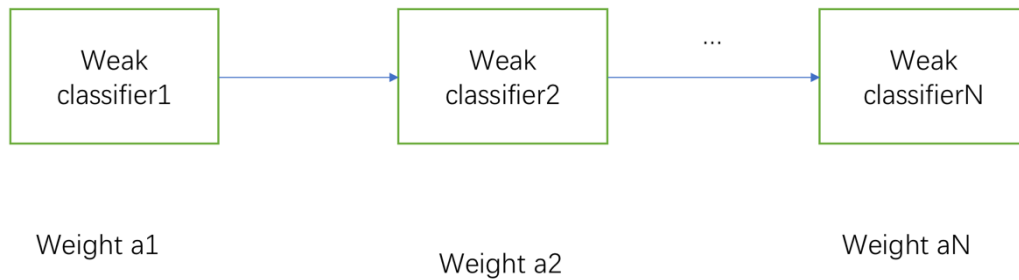 Weak
classifier1
Weak
classifier2
...
Weak
classifierN
Weight a1
Weight a2
Weight aN